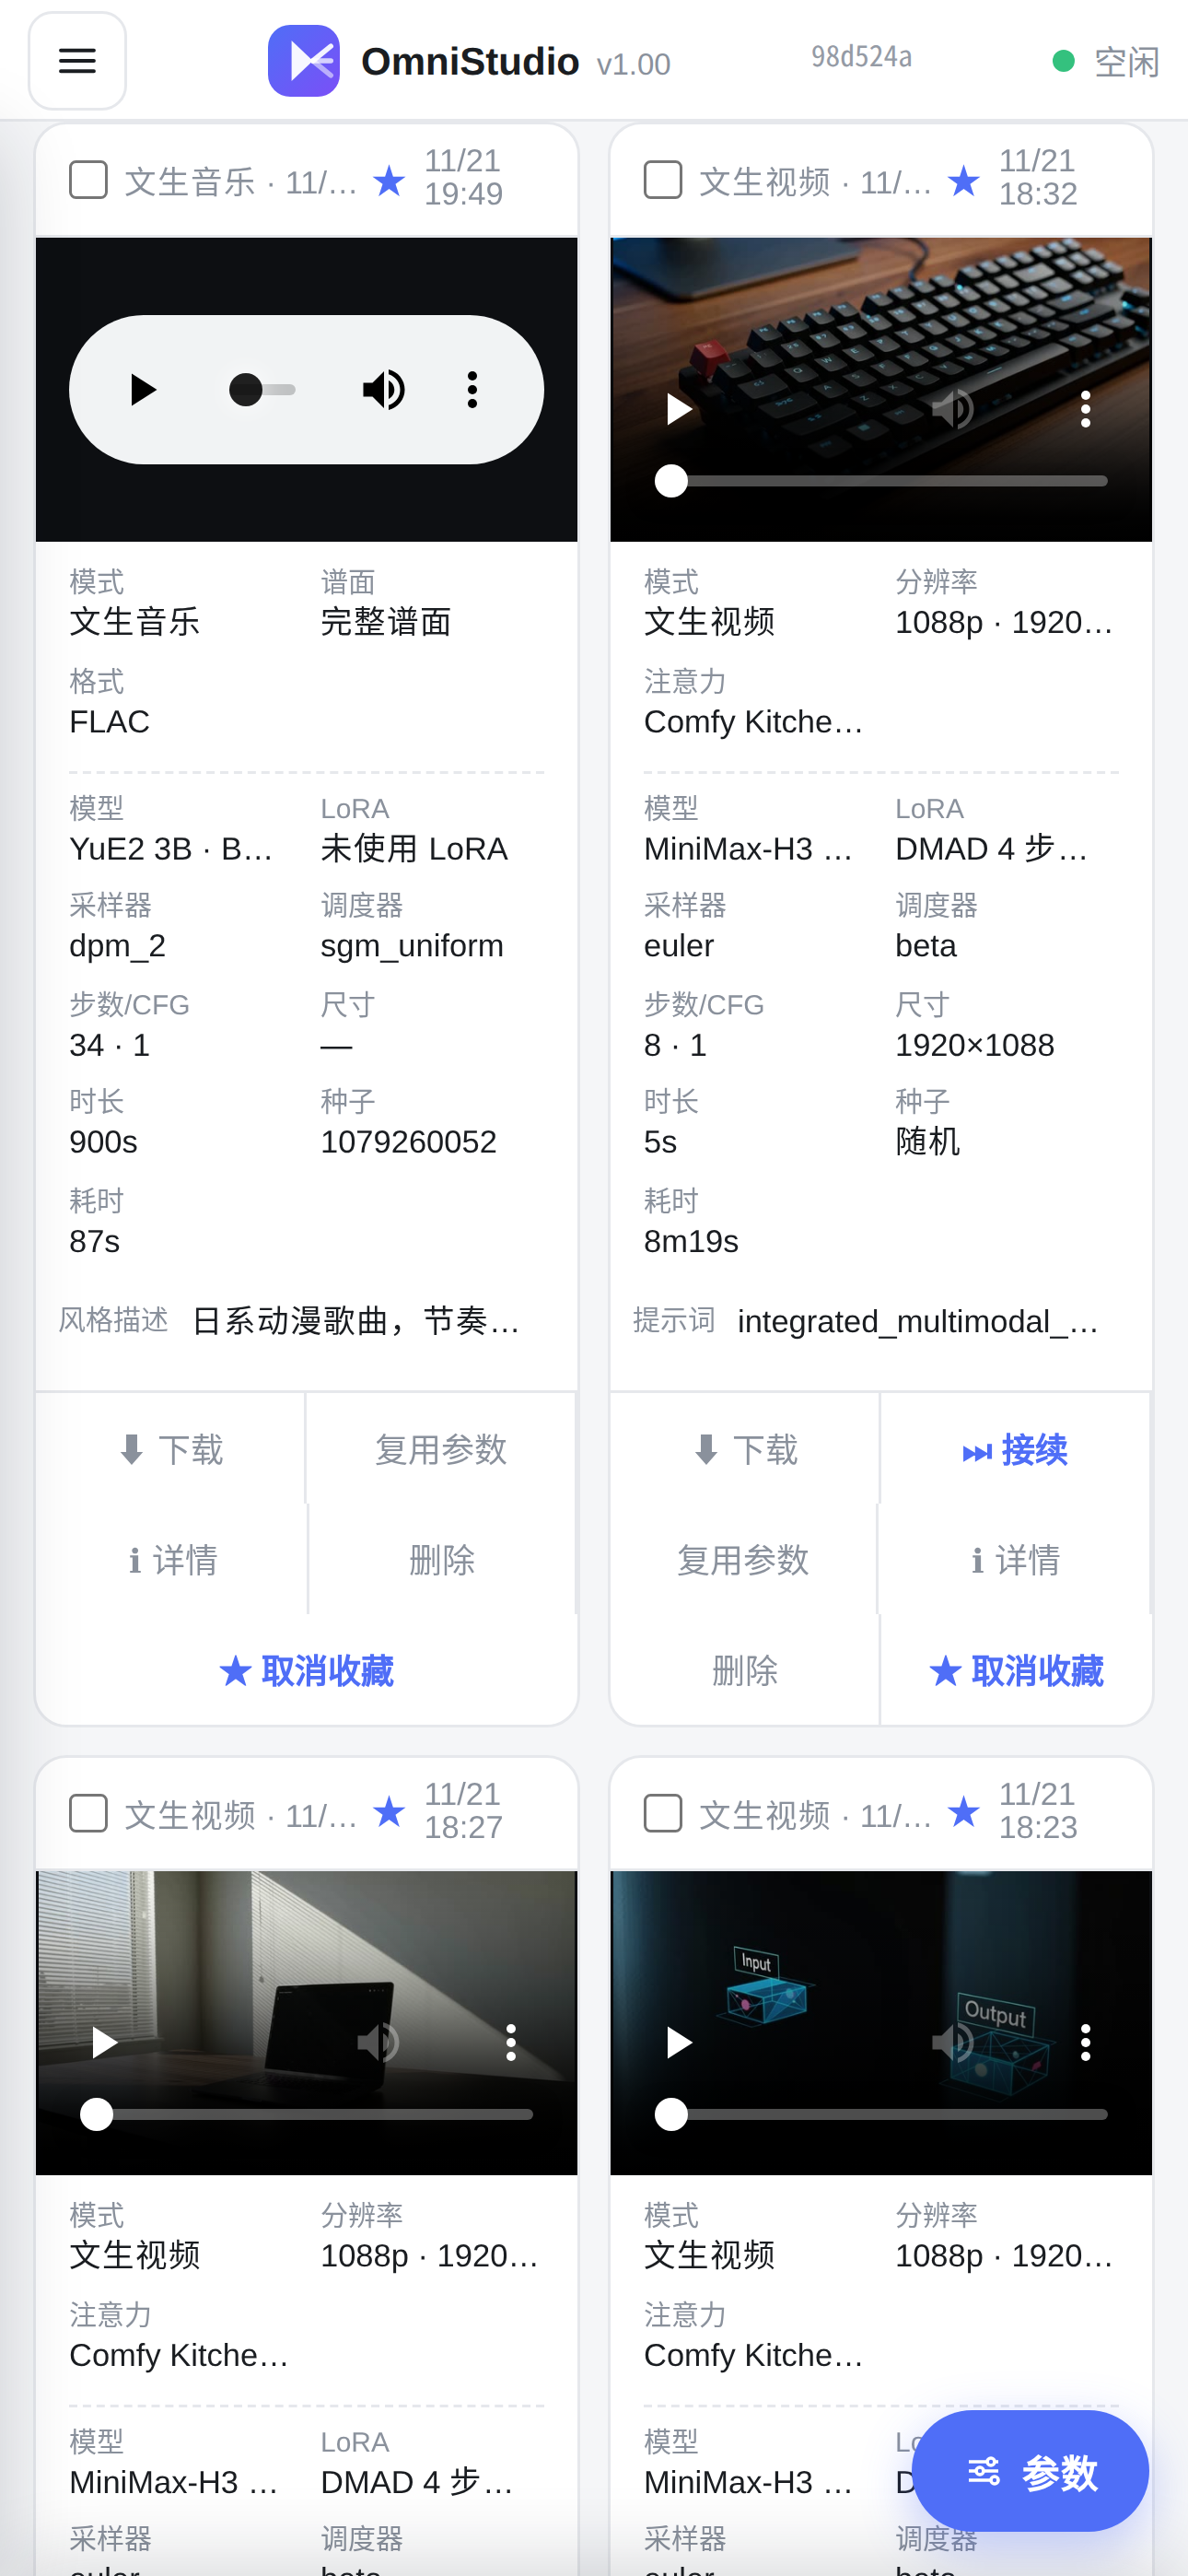 OmniStudio v1.00 98d524a 空闲
文生音乐 · 11/… ★ 11/21 19:49
模式 谱面
文生音乐 完整谱面
格式
FLAC
模型 LoRA
YuE2 3B · B… 未使用 LoRA
采样器 调度器
dpm_2 sgm_uniform
步数/CFG 尺寸
34 · 1 —
时长 种子
900s 1079260052
耗时
87s
风格描述 日系动漫歌曲，节奏…
⬇ 下载 复用参数
ℹ 详情 删除
★ 取消收藏
文生视频 · 11/… ★ 11/21 18:32
模式 分辨率
文生视频 1088p · 1920…
注意力
Comfy Kitche…
模型 LoRA
MiniMax-H3 … DMAD 4 步…
采样器 调度器
euler beta
步数/CFG 尺寸
8 · 1 1920×1088
时长 种子
5s 随机
耗时
8m19s
提示词 integrated_multimodal_…
⬇ 下载 ⏭ 接续
复用参数 ℹ 详情
删除 ★ 取消收藏
文生视频 · 11/… ★ 11/21 18:27
模式 分辨率
文生视频 1088p · 1920…
注意力
Comfy Kitche…
模型 LoRA
MiniMax-H3 … DMAD 4 步…
采样器 调度器
文生视频 · 11/… ★ 11/21 18:23
Input
Output
模式 分辨率
文生视频 1088p · 1920…
注意力
Comfy Kitche…
模型
MiniMax-H3 …
采样器 调度器
参数